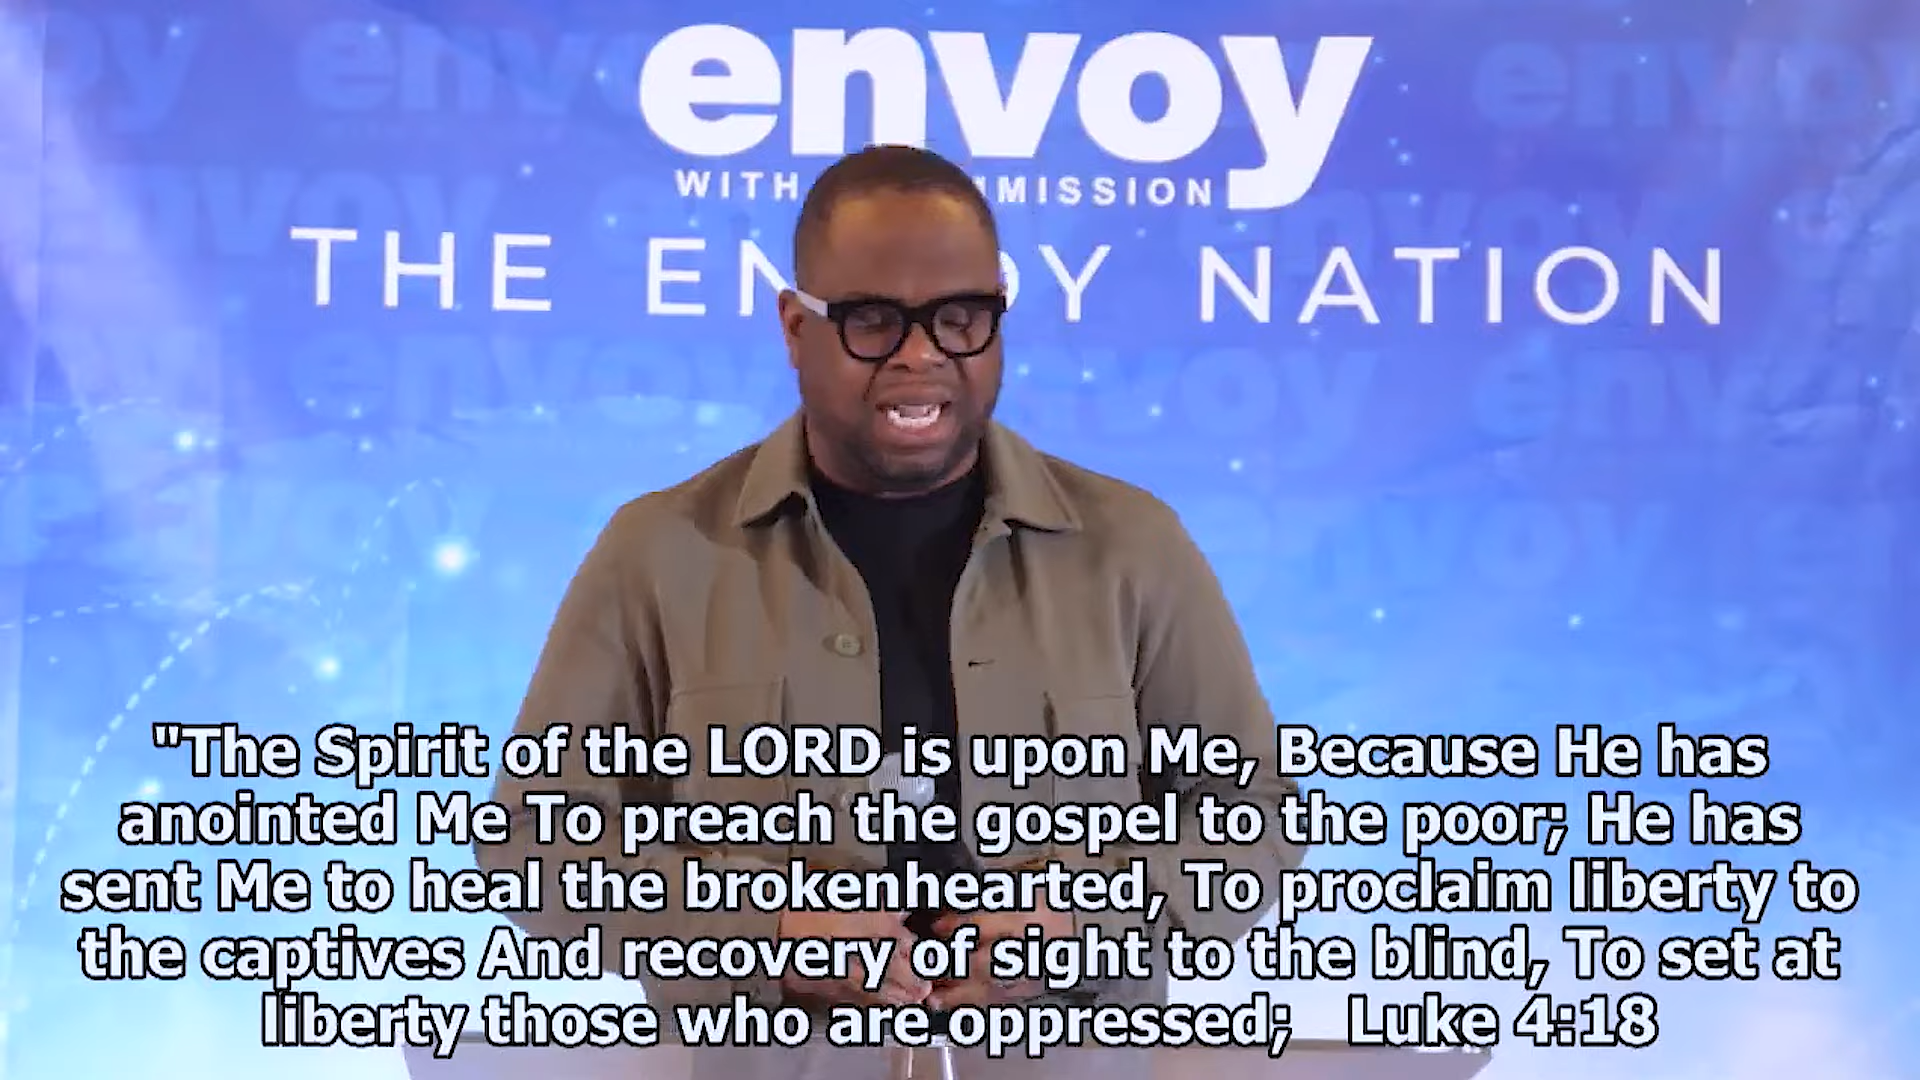 envoy
WITH MMISSION
THE EN Y NATION
"The Spirit of the LORD is upon Me, Because He has
anointed Me To preach the gospel to the poor; He has
sent Me to heal the brokenhearted, To proclaim liberty to
the captives And recovery of sight to the blind, To set at
liberty those who are oppressed; Luke 4:18